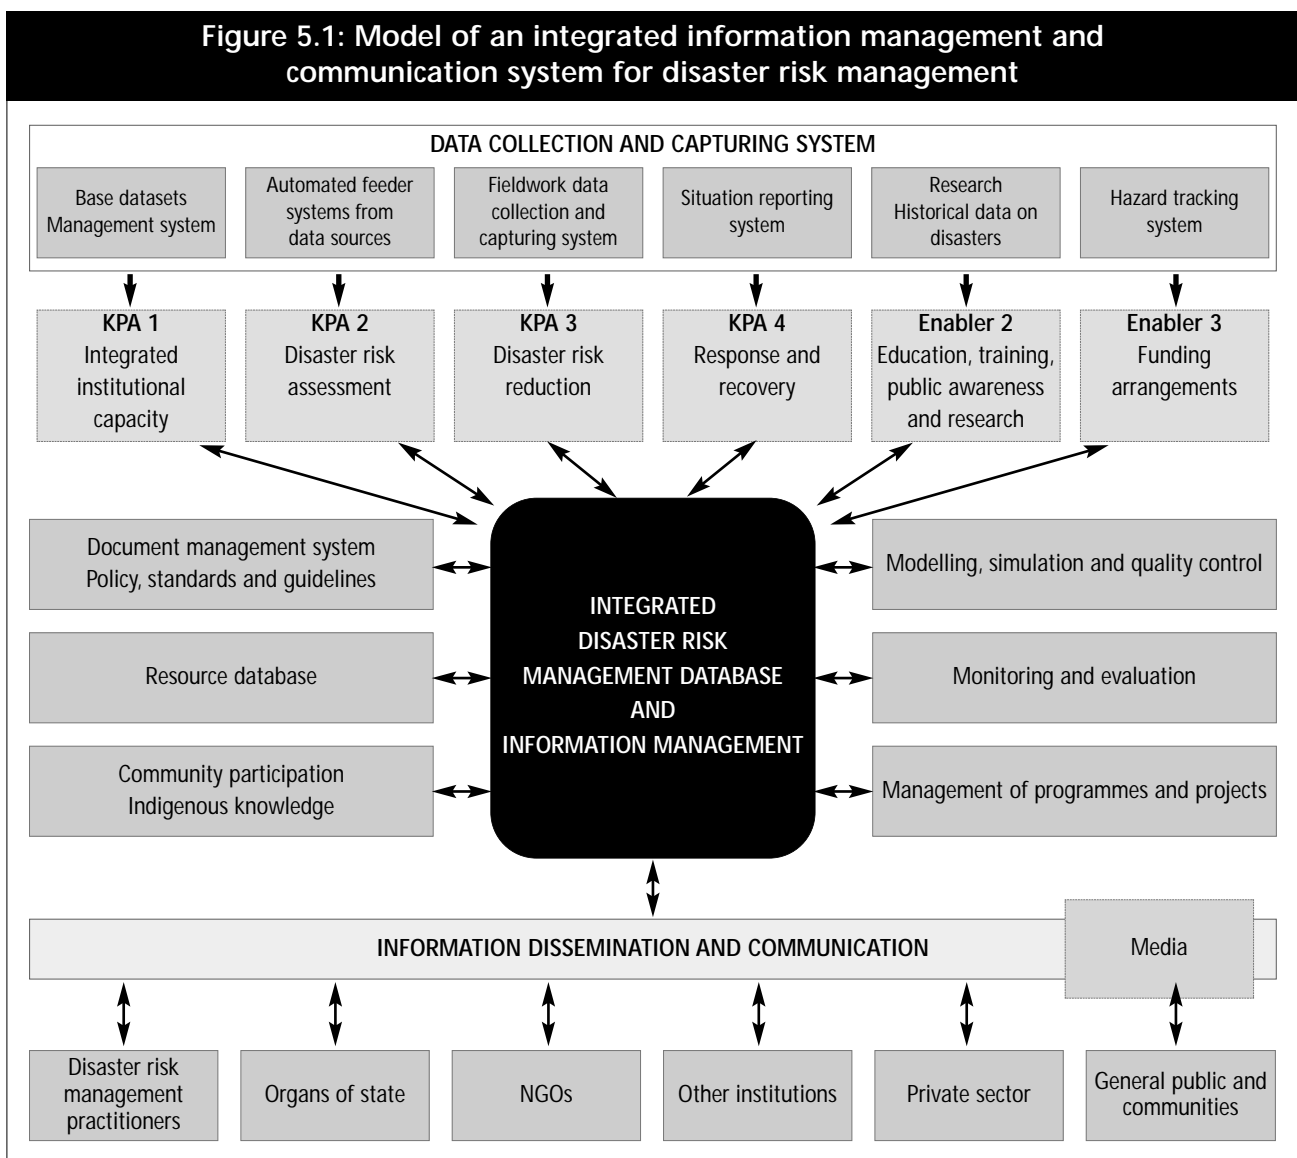 Figure 5.1: Model of an integrated information management and
communication system for disaster risk management
DATA COLLECTION AND CAPTURING SYSTEM
Base datasets
Management system
Automated feeder
systems from
data sources
Fieldwork data
collection and
capturing system
Situation reporting
system
Research
Historical data on
disasters
Hazard tracking
system
KPA 1
Integrated
institutional
capacity
KPA 2
Disaster risk
assessment
KPA 3
Disaster risk
reduction
KPA 4
Response and
recovery
Enabler 2
Education, training,
public awareness
and research
Enabler 3
Funding
arrangements
Document management system
Policy, standards and guidelines
Resource database
Community participation
Indigenous knowledge
INTEGRATED
DISASTER RISK
MANAGEMENT DATABASE
AND
INFORMATION MANAGEMENT
Modelling, simulation and quality control
Monitoring and evaluation
Management of programmes and projects
INFORMATION DISSEMINATION AND COMMUNICATION
Media
Disaster risk
management
practitioners
Organs of state
NGOs
Other institutions
Private sector
General public and
communities